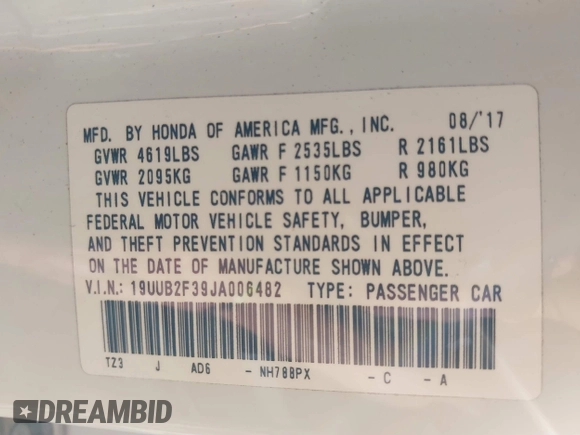 MFD. BY HONDA OF AMERICA MFG., INC. 08/'17
GVWR 4619LBS GAWR F 2535LBS R 2161LBS
GVWR 2095KG GAWR F 1150KG R 980KG
THIS VEHICLE CONFORMS TO ALL APPLICABLE
FEDERAL MOTOR VEHICLE SAFETY, BUMPER,
AND THEFT PREVENTION STANDARDS IN EFFECT
ON THE DATE OF MANUFACTURE SHOWN ABOVE.
V.I.N.: 19UUB2F39JA006482 TYPE: PASSENGER CAR
TZ3 J AD6 - NH788PX - C - A
DREAMBID